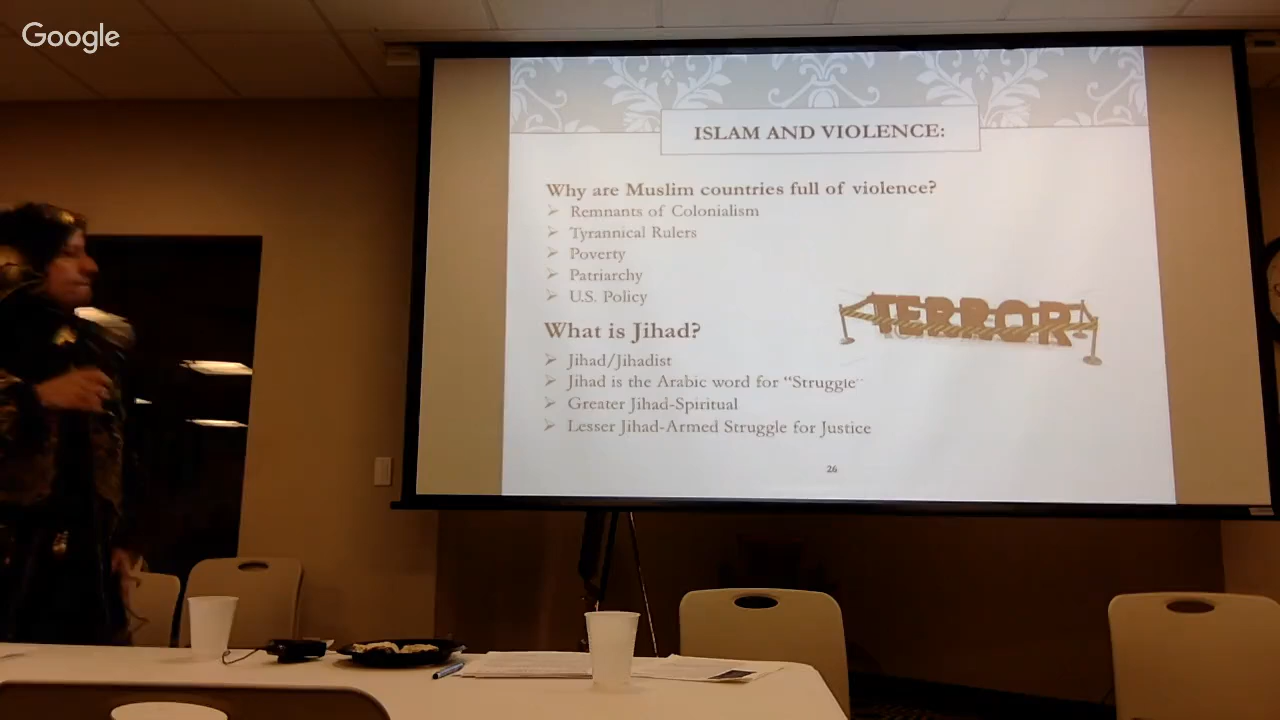 Google
ISLAM AND VIOLENCE:
Why are Muslim countries full of violence?
Remnants of Colonialism
Tyrannical Rulers
Poverty
Patriarchy
U.S. Policy
TERROR
What is Jihad?
Jihad/Jihadist
Jihad is the Arabic word for “Struggle”
Greater Jihad-Spiritual
Lesser Jihad-Armed Struggle for Justice
26